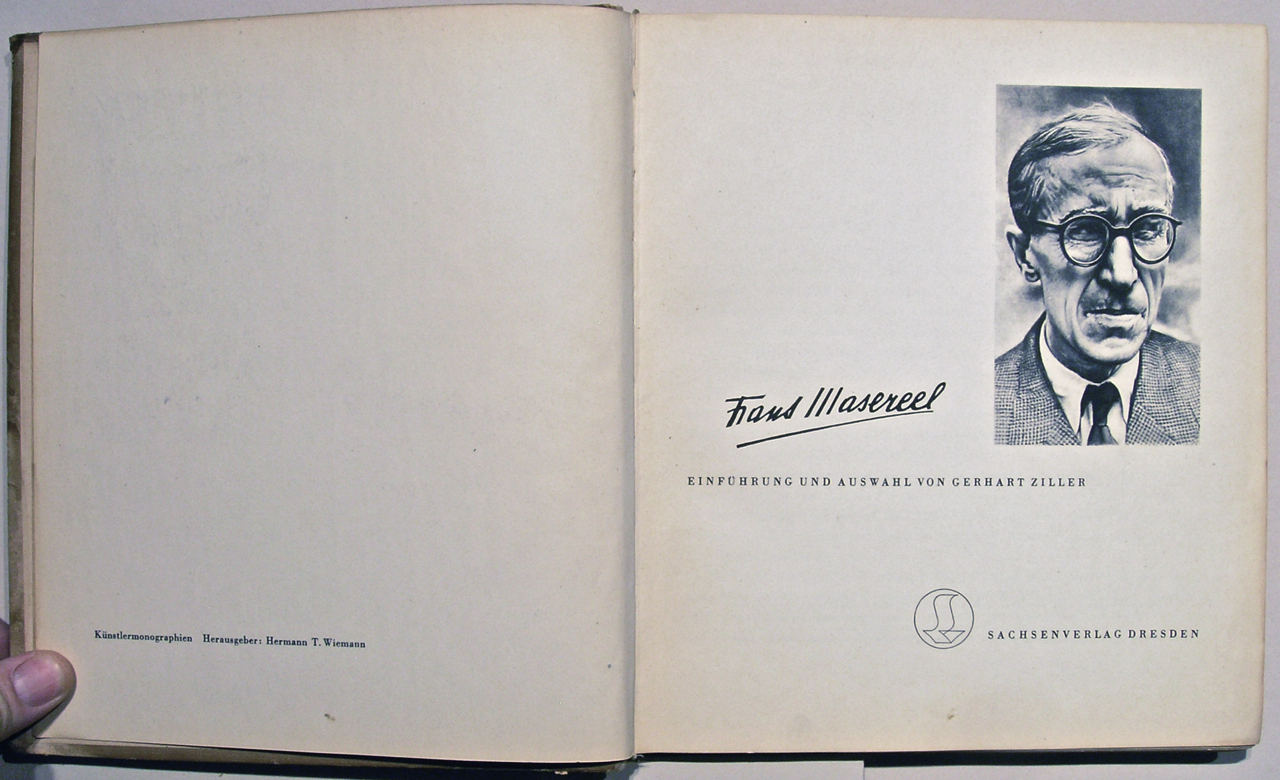 Künstlermonographien Herausgeber: Hermann T. Wiemann
Frans Masereel
EINFÜHRUNG UND AUSWAHL VON GERHART ZILLER
SACHSENVERLAG DRESDEN